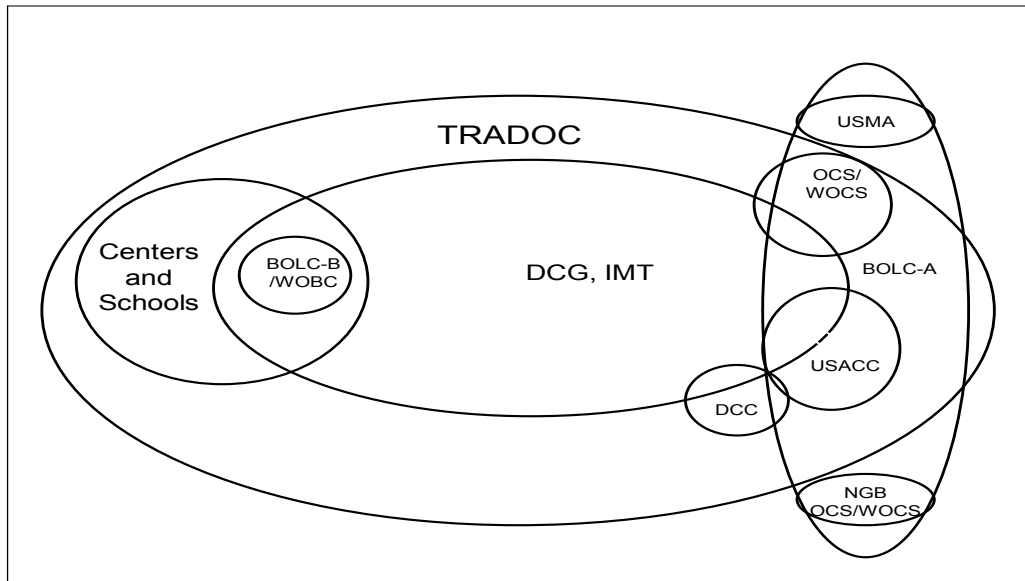 TRADOC
USMA
OCS/
WOCS
Centers
and
Schools
BOLC-B
/WOBC
DCG, IMT
BOLC-A
USACC
DCC
NGB
OCS/WOCS